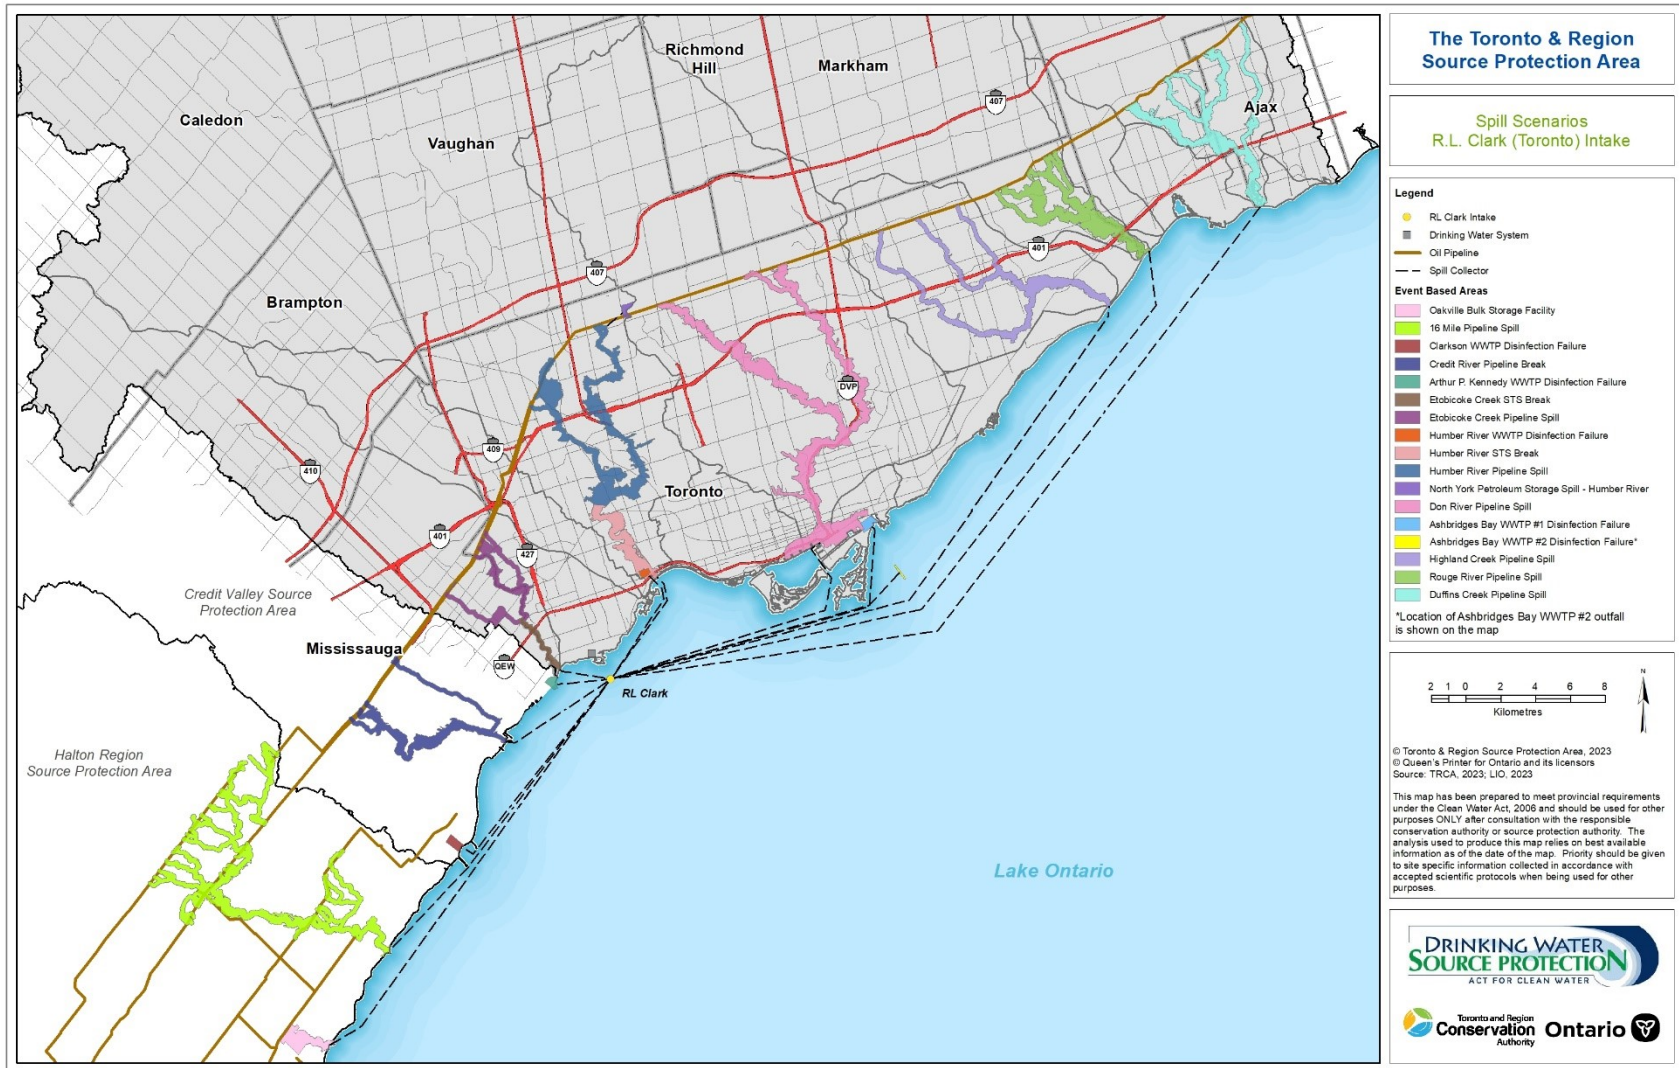 The Toronto & Region
Source Protection Area
Spill Scenarios
R.L. Clark (Toronto) Intake
Legend
RL Clark Intake
Drinking Water System
Oil Pipeline
Spill Collector
Event Based Areas
Oakville Bulk Storage Facility
16 Mile Pipeline Spill
Clarkson WWTP Disinfection Failure
Credit River Pipeline Break
Arthur P. Kennedy WWTP Disinfection Failure
Etobicoke Creek STS Break
Etobicoke Creek Pipeline Spill
Humber River WWTP Disinfection Failure
Humber River STS Break
Humber River Pipeline Spill
North York Petroleum Storage Spill - Humber River
Don River Pipeline Spill
Ashbridges Bay WWTP #1 Disinfection Failure
Ashbridges Bay WWTP #2 Disinfection Failure*
Highland Creek Pipeline Spill
Rouge River Pipeline Spill
Duffins Creek Pipeline Spill
*Location of Ashbridges Bay WWTP #2 outfall
is shown on the map
2 1 0 2 4 6 8
Kilometres
N
© Toronto & Region Source Protection Area, 2023
© Queen's Printer for Ontario and its licensors
Source: TRCA, 2023; LIO, 2023
This map has been prepared to meet provincial requirements
under the Clean Water Act, 2006 and should be used for other
purposes ONLY after consultation with the responsible
conservation authority or source protection authority. The
analysis used to produce this map relies on best available
information as of the date of the map. Priority should be given
to site specific information collected in accordance with
accepted scientific protocols when being used for other
purposes.
DRINKING WATER
SOURCE PROTECTION
ACT FOR CLEAN WATER
Toronto and Region
Conservation
Authority
Ontario
Richmond
Hill
Markham
Caledon
Vaughan
Ajax
407
407
401
Brampton
DVP
409
410
Toronto
401
427
Credit Valley Source
Protection Area
Mississauga
QEW
RL Clark
Halton Region
Source Protection Area
Lake Ontario